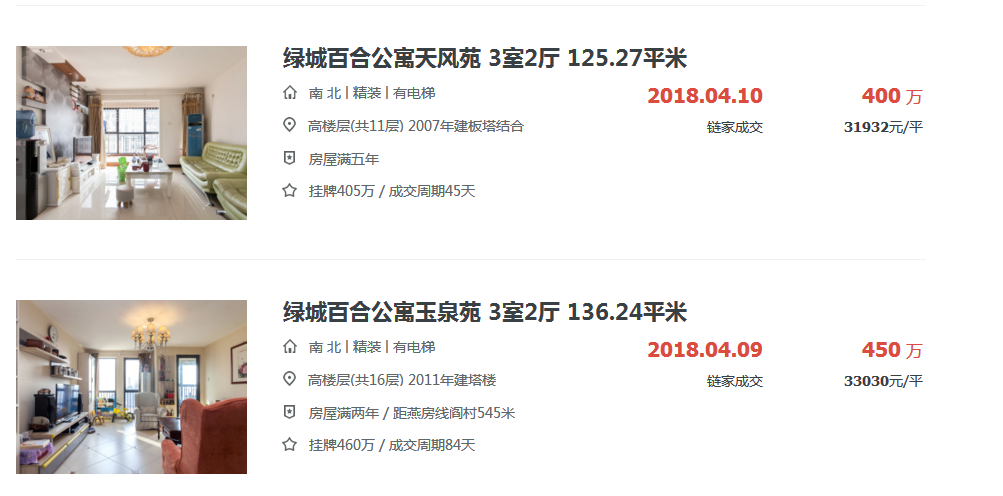 绿城百合公寓天风苑 3室2厅 125.27平米
南 北 | 精装 | 有电梯
2018.04.10
400 万
高楼层(共11层) 2007年建板塔结合
链家成交
31932元/平
房屋满五年
挂牌405万 / 成交周期45天
绿城百合公寓玉泉苑 3室2厅 136.24平米
南 北 | 精装 | 有电梯
2018.04.09
450 万
高楼层(共16层) 2011年建塔楼
链家成交
33030元/平
房屋满两年 / 距燕房线阎村545米
挂牌460万 / 成交周期84天